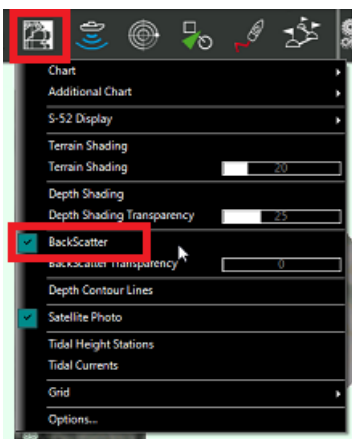 Chart
Additional Chart
S-52 Display
Terrain Shading
Terrain Shading 20
Depth Shading
Depth Shading Transparency 25
BackScatter
BackScatter Transparency 0
Depth Contour Lines
Satellite Photo
Tidal Height Stations
Tidal Currents
Grid
Options...